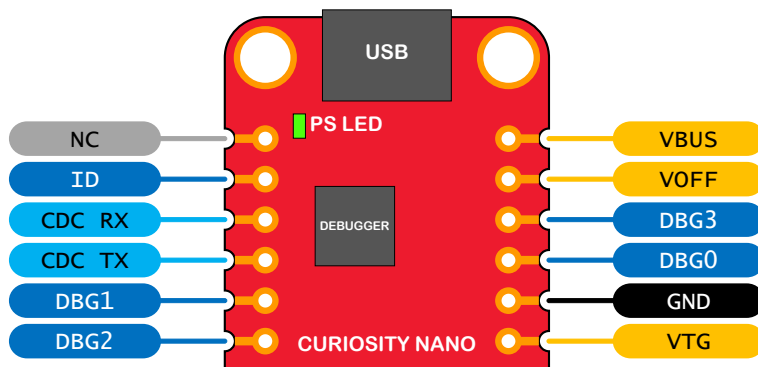 USB
PS LED
NC
VBUS
ID
VOFF
CDC RX
DEBUGGER
DBG3
CDC TX
DBG0
DBG1
GND
DBG2
CURIOSITY NANO
VTG